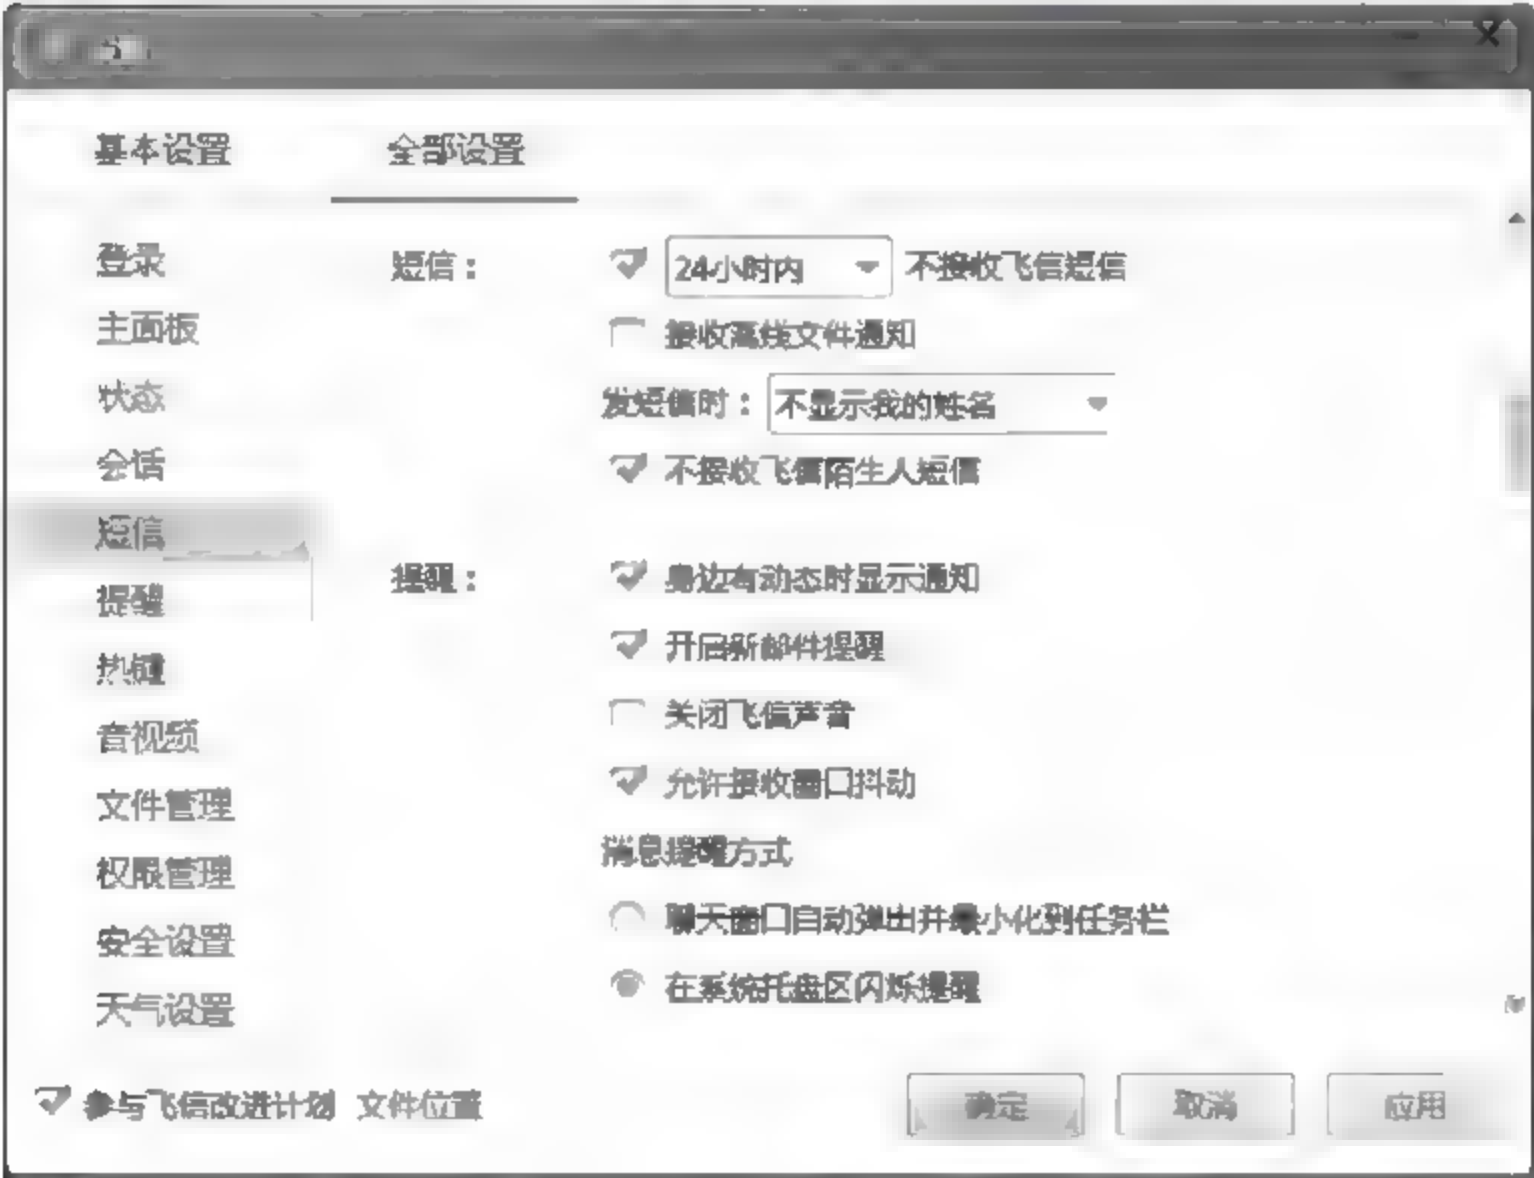 基本设置 全部设置
登录
主面板
状态
会话
短信
提醒
热键
音视频
文件管理
权限管理
安全设置
天气设置
短信： 24小时内 不接收飞信短信
接收离线文件通知
发短信时： 不显示我的姓名
不接收飞信陌生人短信
提醒： 身边有动态时显示通知
开启新邮件提醒
关闭飞信声音
允许接收窗口抖动
消息提醒方式
聊天窗口自动弹出并最小化到任务栏
在系统托盘区闪烁提醒
参与飞信改进计划 文件位置 确定 取消 应用